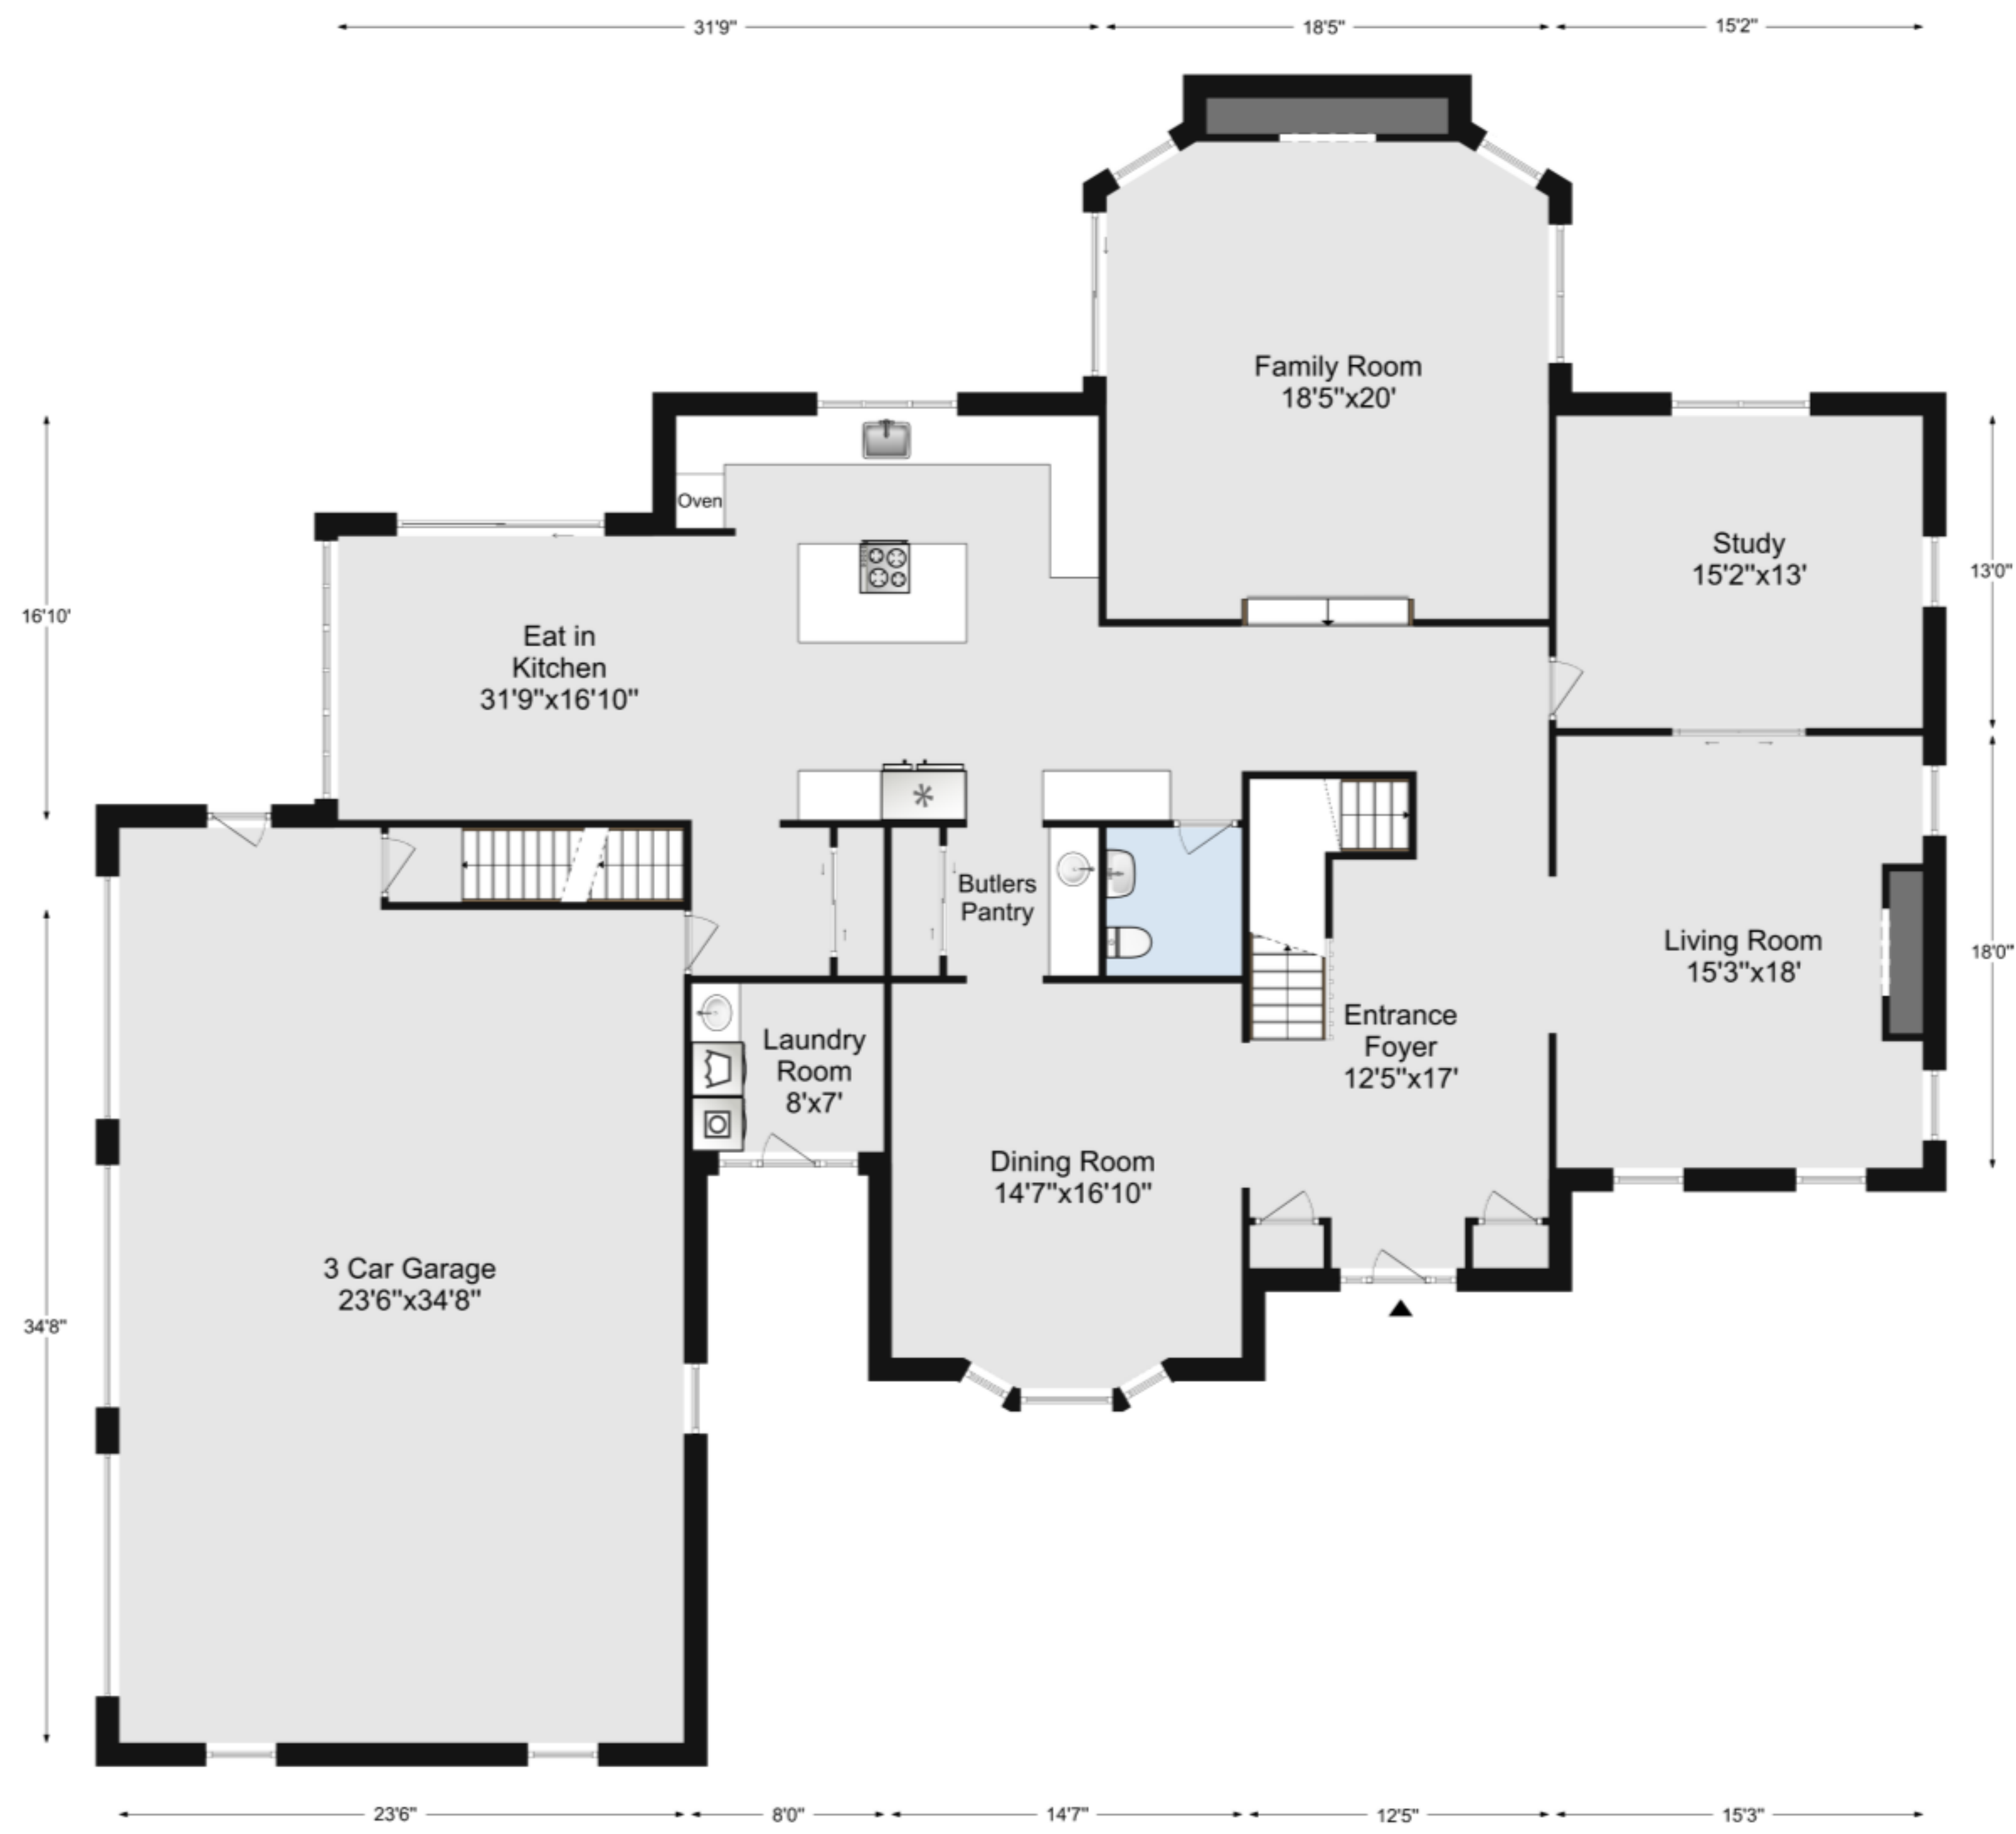 31'9"
18'5"
15'2"
Family Room
18'5"x20'
Oven
Study
15'2"x13'
13'0"
16'10'
Eat in
Kitchen
31'9"x16'10"
Butlers
Pantry
Living Room
15'3"x18'
18'0"
Entrance
Foyer
12'5"x17'
Laundry
Room
8'x7'
Dining Room
14'7"x16'10"
3 Car Garage
23'6"x34'8"
34'8"
23'6"
8'0"
14'7"
12'5"
15'3"